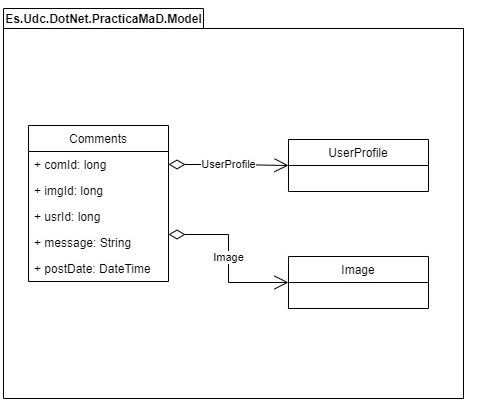 Es.Udc.DotNet.PracticaMaD.Model
Comments
+ comId: long
+ imgId: long
+ usrId: long
+ message: String
+ postDate: DateTime
UserProfile
UserProfile
Image
Image